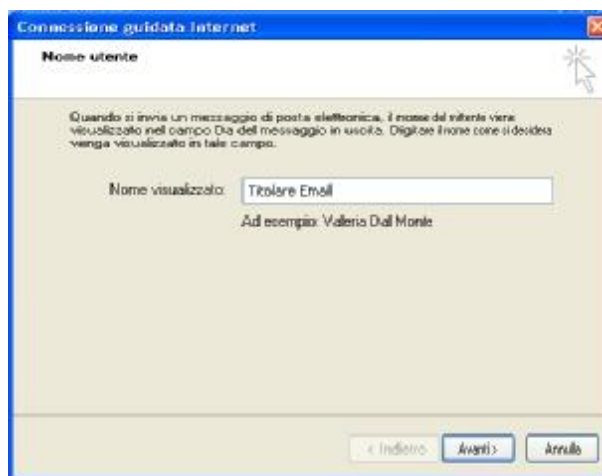 Connessione guidata Internet
Nome utente
Quando si invia un messaggio di posta elettronica, il nome del mittente viene
visualizzato nel campo Da del messaggio in uscita. Digitare il nome come si desidera
venga visualizzato in tale campo.
Nome visualizzato: Titolare Email
Ad esempio: Valeria Dal Monte
< Indietro Avanti > Annulla